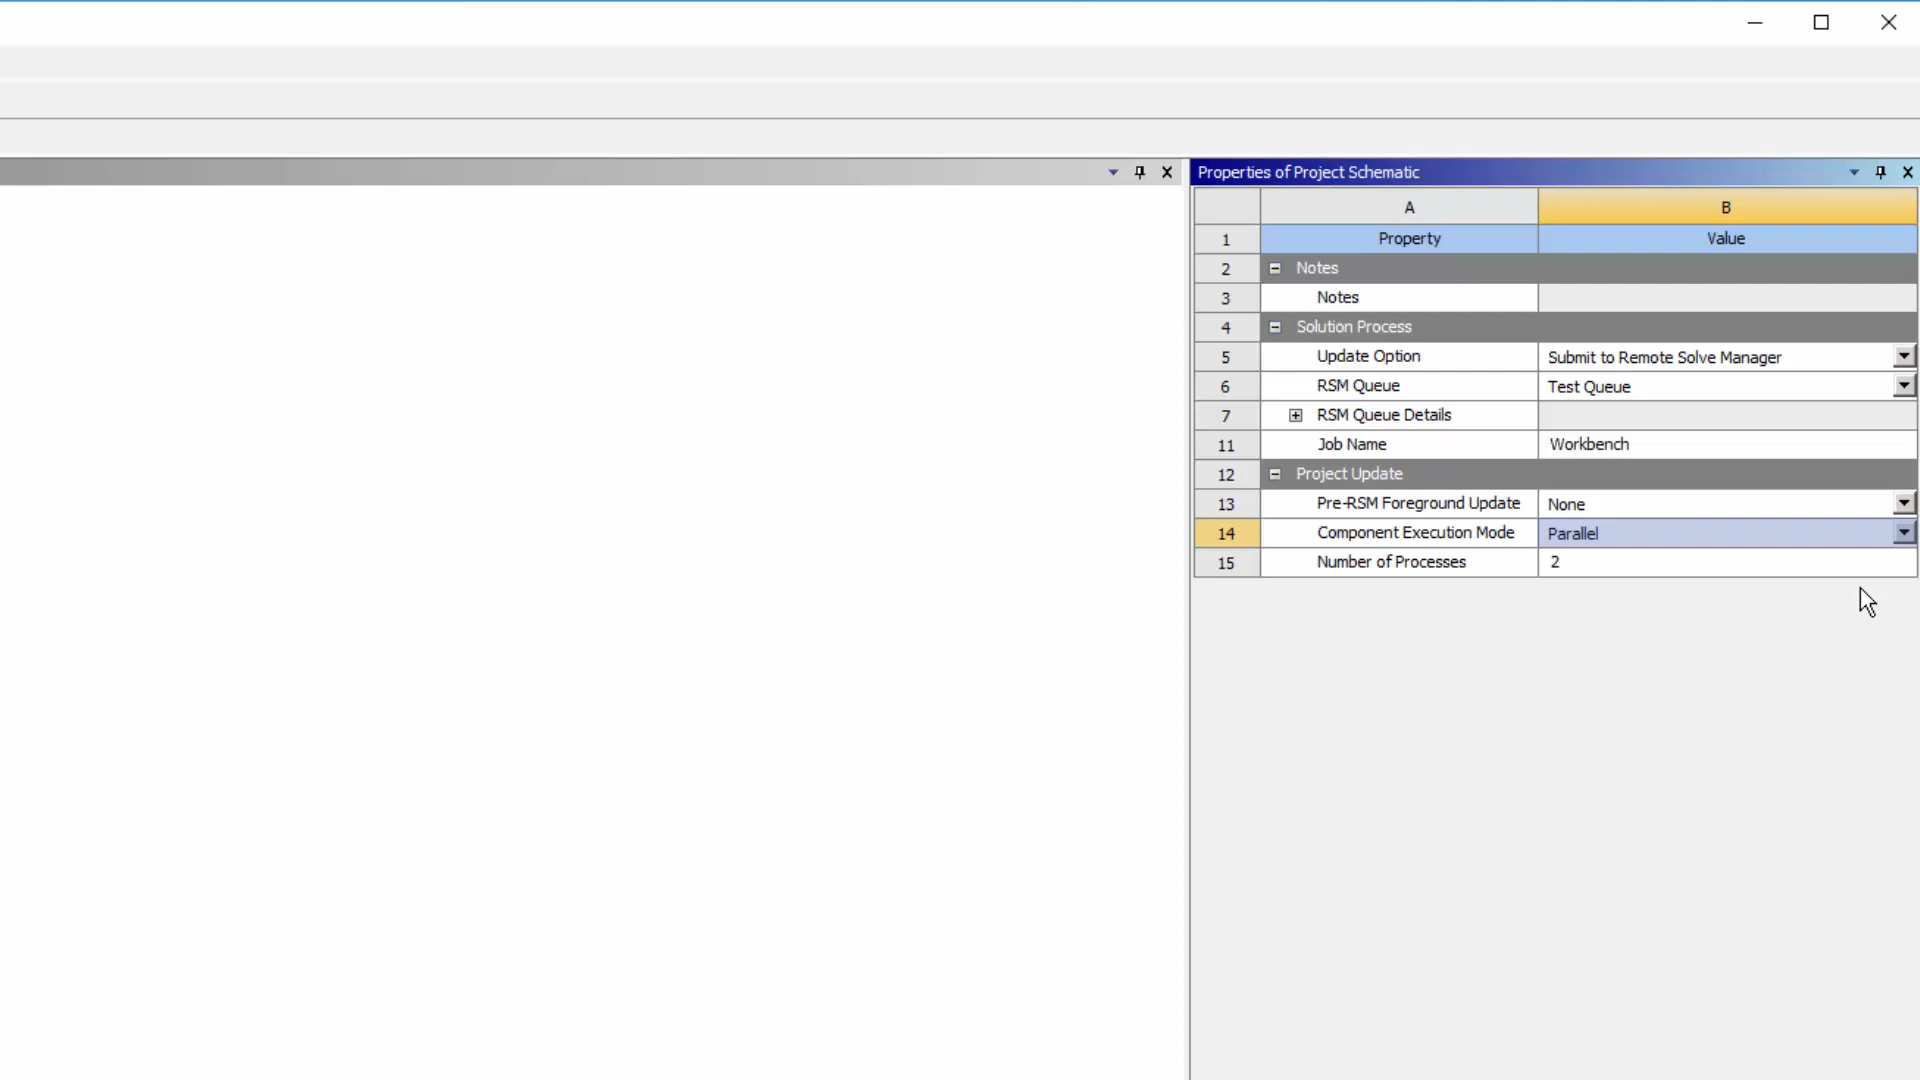 Properties of Project Schematic
A B
1 Property Value
2 Notes
3 Notes
4 Solution Process
5 Update Option Submit to Remote Solve Manager
6 RSM Queue Test Queue
7 RSM Queue Details
11 Job Name Workbench
12 Project Update
13 Pre-RSM Foreground Update None
14 Component Execution Mode Parallel
15 Number of Processes 2